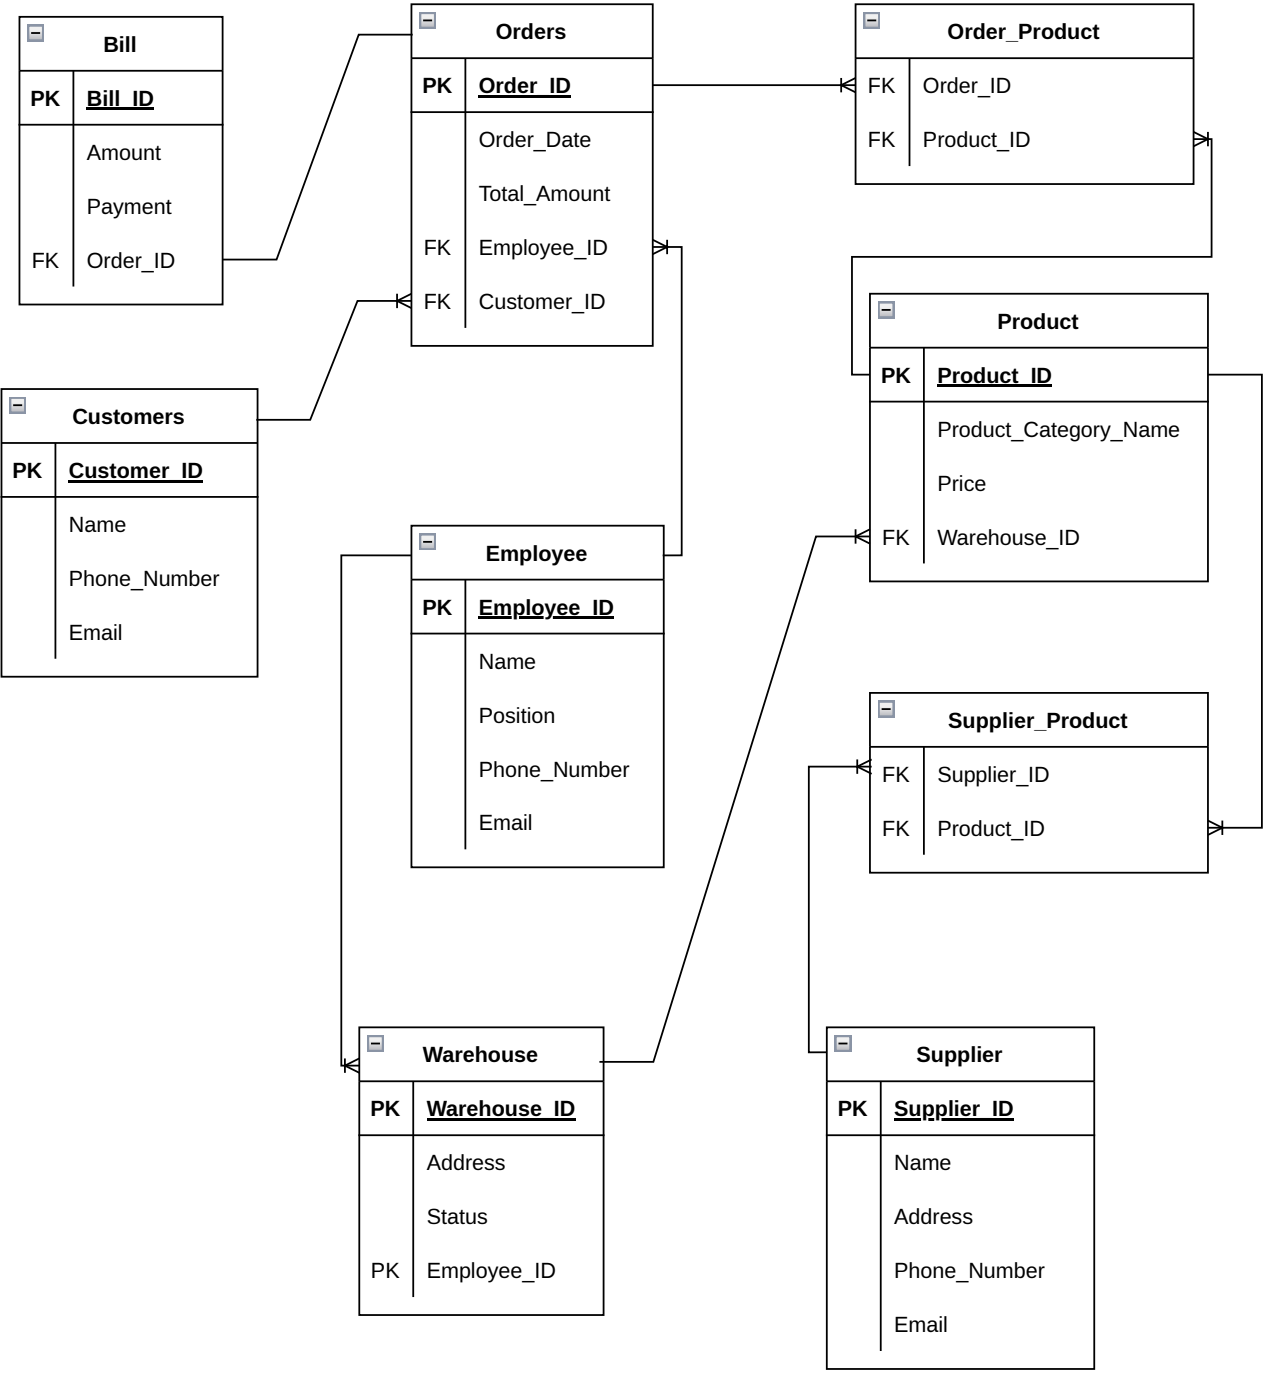 Bill
PK Bill_ID
Amount
Payment
FK Order_ID
Orders
PK Order_ID
Order_Date
Total_Amount
FK Employee_ID
FK Customer_ID
Order_Product
FK Order_ID
FK Product_ID
Product
PK Product_ID
Product_Category_Name
Price
FK Warehouse_ID
Customers
PK Customer_ID
Name
Phone_Number
Email
Employee
PK Employee_ID
Name
Position
Phone_Number
Email
Supplier_Product
FK Supplier_ID
FK Product_ID
Warehouse
PK Warehouse_ID
Address
Status
PK Employee_ID
Supplier
PK Supplier_ID
Name
Address
Phone_Number
Email